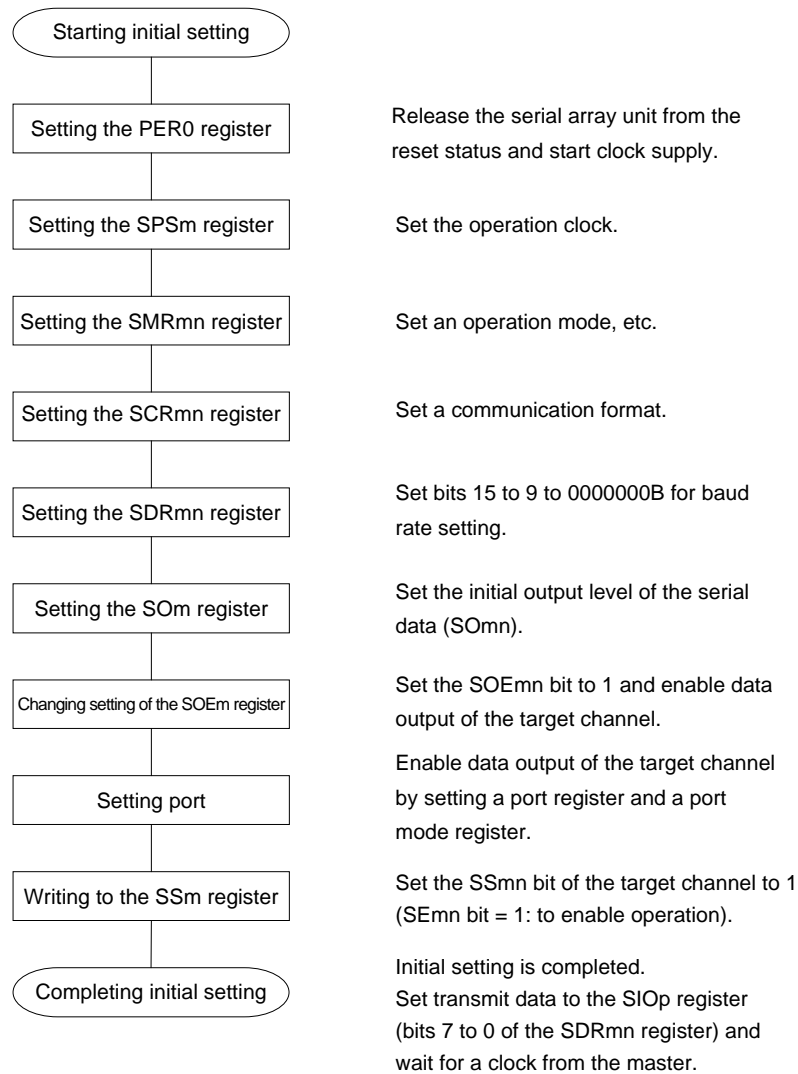 Starting initial setting
Setting the PER0 register
Release the serial array unit from the
reset status and start clock supply.
Setting the SPSm register
Set the operation clock.
Setting the SMRmn register
Set an operation mode, etc.
Setting the SCRmn register
Set a communication format.
Setting the SDRmn register
Set bits 15 to 9 to 0000000B for baud
rate setting.
Setting the SOm register
Set the initial output level of the serial
data (SOmn).
Changing setting of the SOEm register
Set the SOEmn bit to 1 and enable data
output of the target channel.
Setting port
Enable data output of the target channel
by setting a port register and a port
mode register.
Writing to the SSm register
Set the SSmn bit of the target channel to 1
(SEmn bit = 1: to enable operation).
Completing initial setting
Initial setting is completed.
Set transmit data to the SIOp register
(bits 7 to 0 of the SDRmn register) and
wait for a clock from the master.